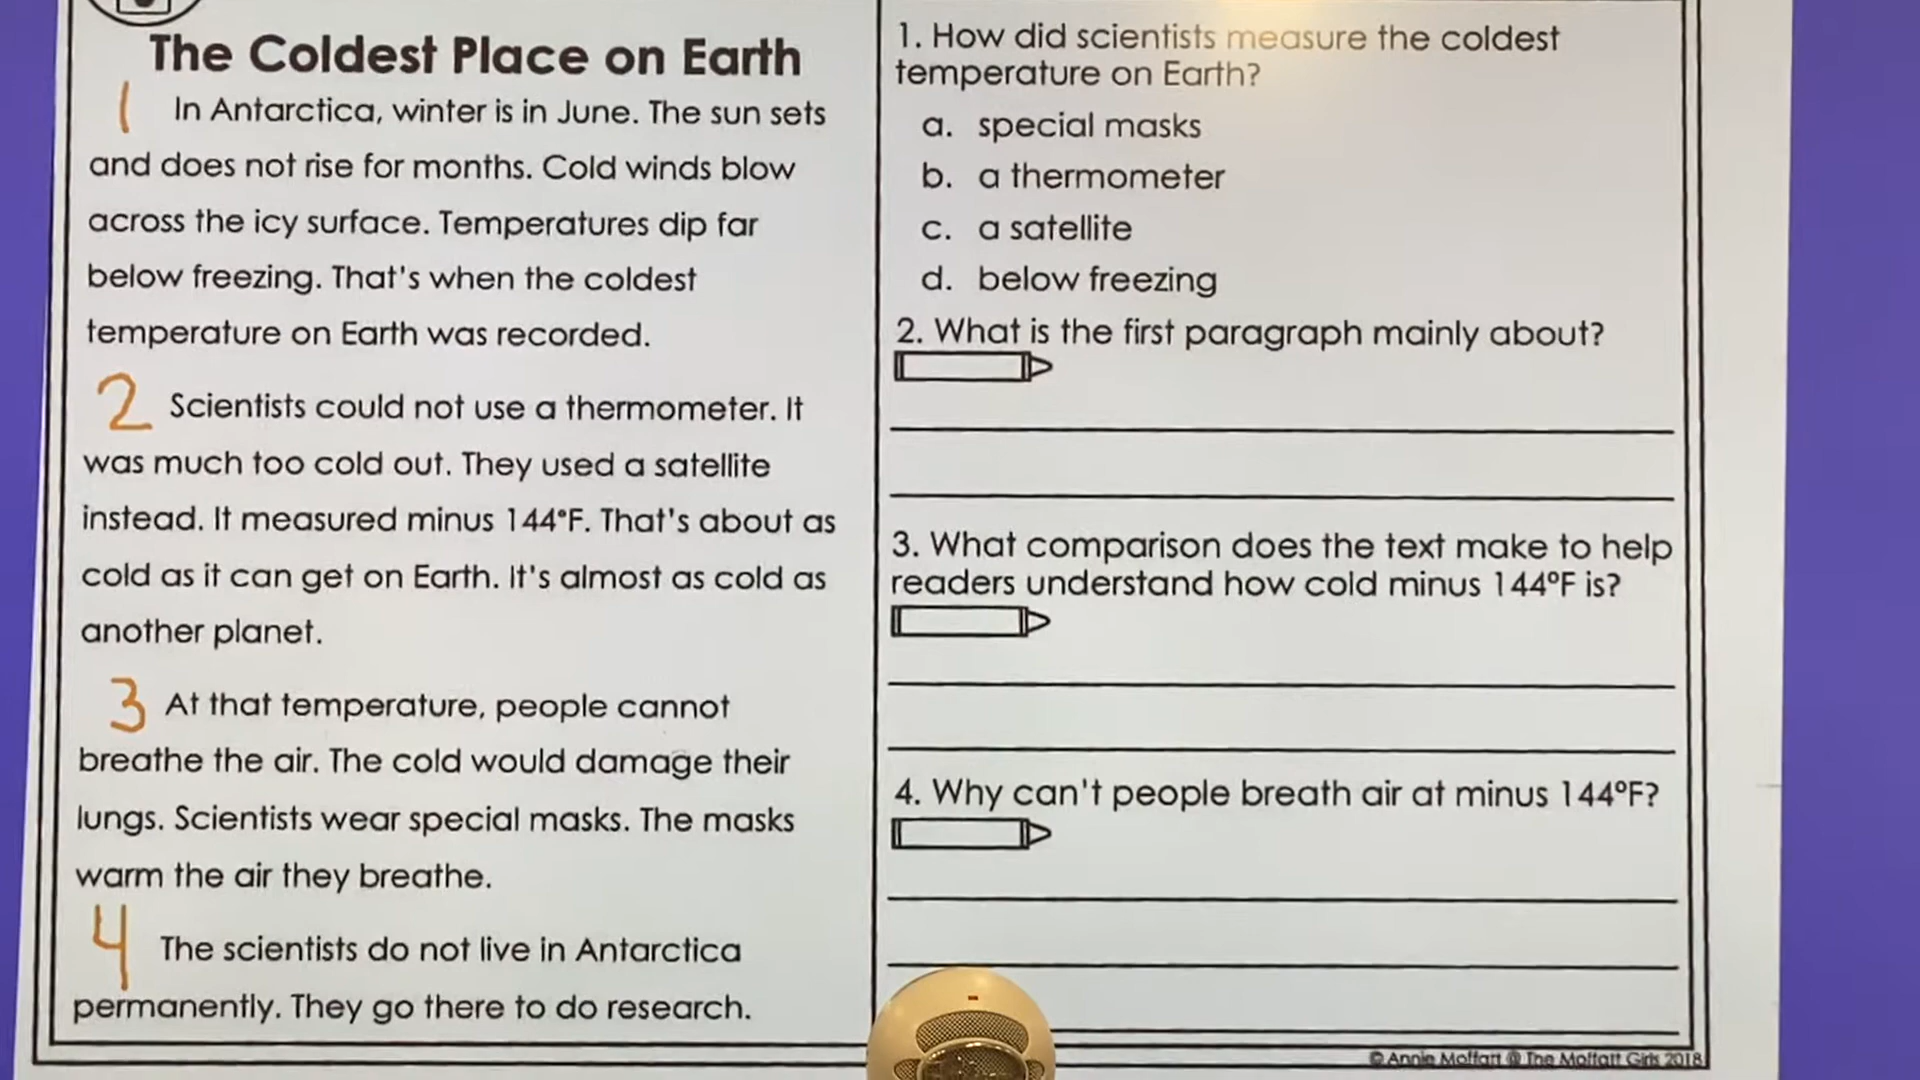 The Coldest Place on Earth
1 In Antarctica, winter is in June. The sun sets
and does not rise for months. Cold winds blow
across the icy surface. Temperatures dip far
below freezing. That's when the coldest
temperature on Earth was recorded.
2 Scientists could not use a thermometer. It
was much too cold out. They used a satellite
instead. It measured minus 144°F. That's about as
cold as it can get on Earth. It's almost as cold as
another planet.
3 At that temperature, people cannot
breathe the air. The cold would damage their
lungs. Scientists wear special masks. The masks
warm the air they breathe.
4 The scientists do not live in Antarctica
permanently. They go there to do research.
1. How did scientists measure the coldest
temperature on Earth?
a. special masks
b. a thermometer
c. a satellite
d. below freezing
2. What is the first paragraph mainly about?
3. What comparison does the text make to help
readers understand how cold minus 144ºF is?
4. Why can't people breath air at minus 144ºF?
© Annie Moffatt @ The Moffatt Girls 2018